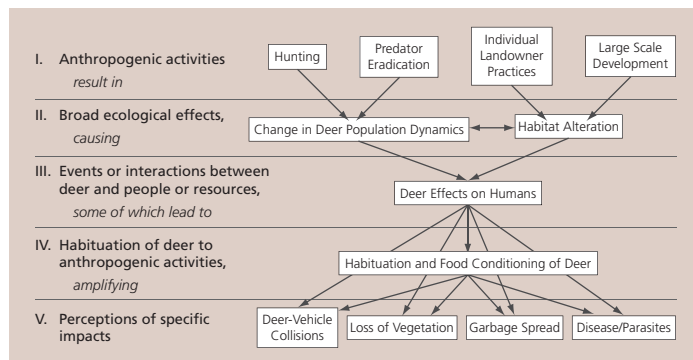 I. Anthropogenic activities
result in
Hunting
Predator
Eradication
Individual
Landowner
Practices
Large Scale
Development
II. Broad ecological effects,
causing
Change in Deer Population Dynamics
Habitat Alteration
III. Events or interactions between
deer and people or resources,
some of which lead to
Deer Effects on Humans
IV. Habituation of deer to
anthropogenic activities,
amplifying
Habituation and Food Conditioning of Deer
V. Perceptions of specific
impacts
Deer-Vehicle
Collisions
Loss of Vegetation
Garbage Spread
Disease/Parasites